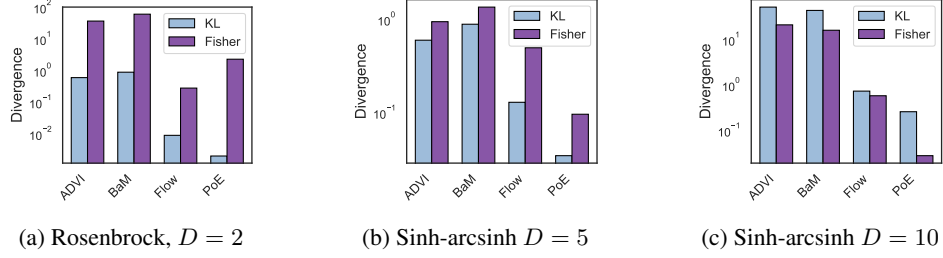 Divergence
10²
10¹
10⁰
10⁻¹
10⁻²
KL
Fisher
ADVI
BaM
Flow
PoE
(a) Rosenbrock, D = 2
Divergence
10⁰
10⁻¹
KL
Fisher
ADVI
BaM
Flow
PoE
(b) Sinh-arcsinh D = 5
Divergence
10¹
10⁰
10⁻¹
KL
Fisher
ADVI
BaM
Flow
PoE
(c) Sinh-arcsinh D = 10